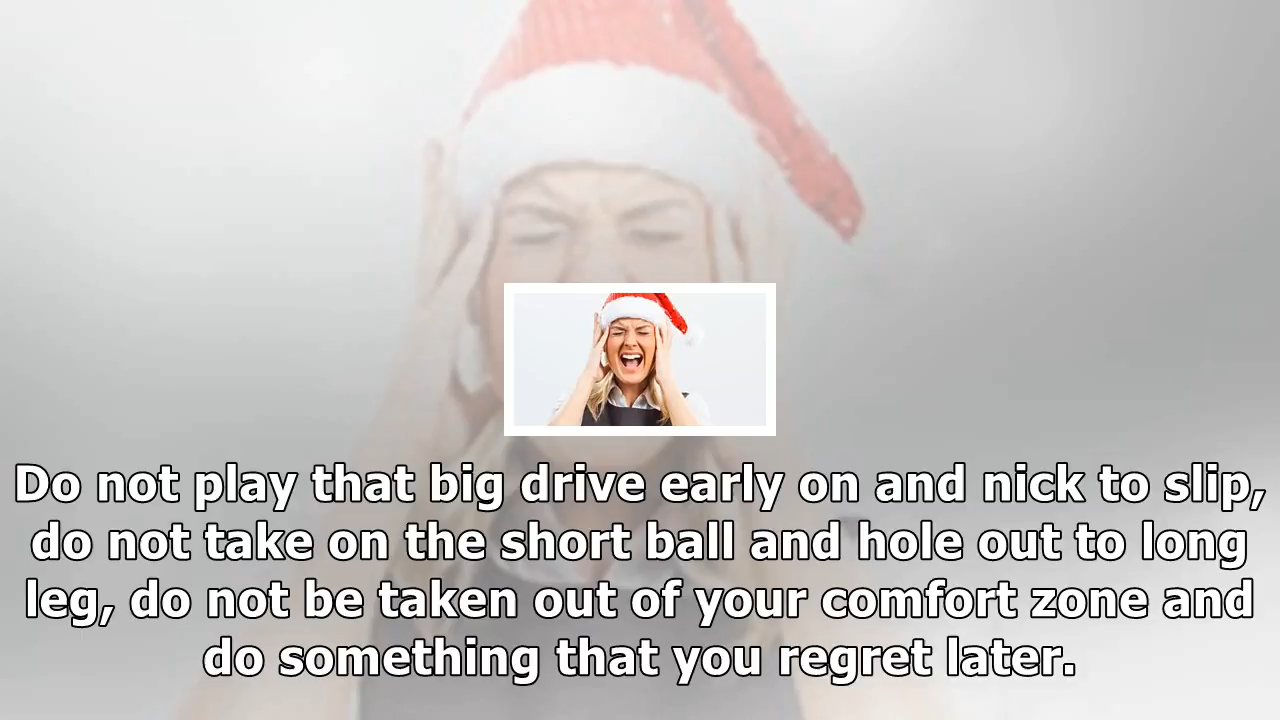 Do not play that big drive early on and nick to slip,
do not take on the short ball and hole out to long
leg, do not be taken out of your comfort zone and
do something that you regret later.